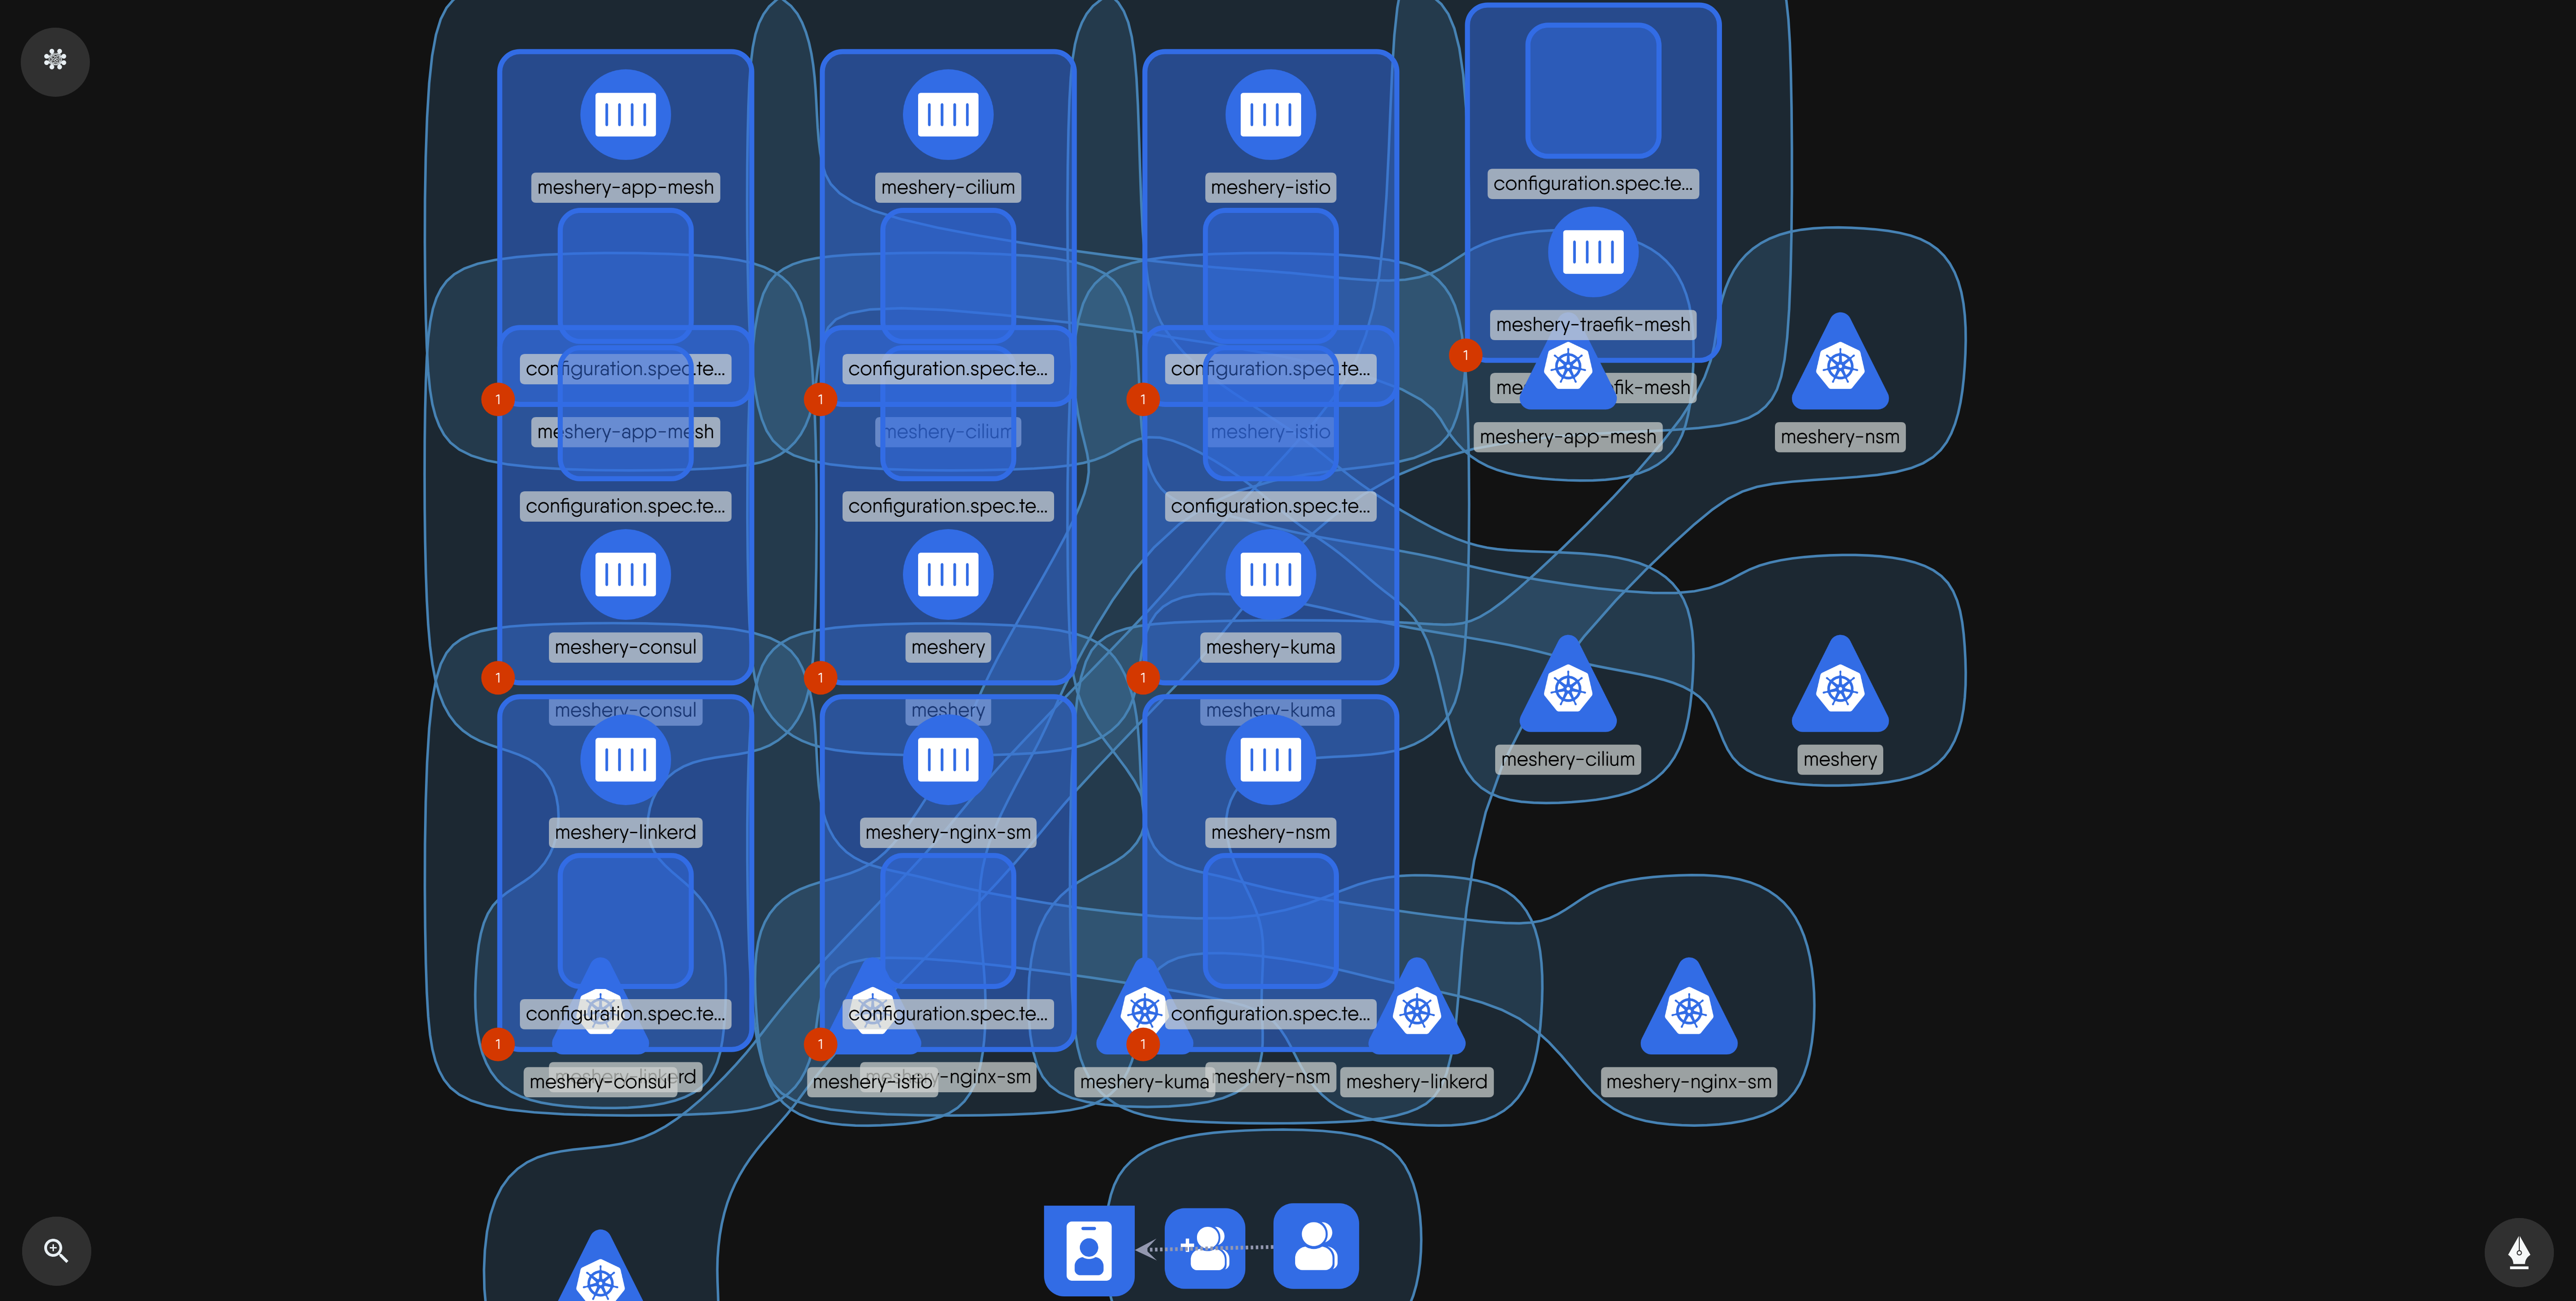 meshery-app-mesh
meshery-cilium
meshery-istio
configuration.spec.te...
meshery-traefik-mesh
1
configuration.spec.te...
configuration.spec.te...
configuration.spec.te...
1
1
1
me fik-mesh
meshery-app-mesh
meshery-cilium
meshery-istio
meshery-app-mesh
meshery-nsm
configuration.spec.te...
configuration.spec.te...
configuration.spec.te...
meshery-consul
meshery
meshery-kuma
1
1
1
meshery-consul
meshery
meshery-kuma
meshery-cilium
meshery
meshery-linkerd
meshery-nginx-sm
meshery-nsm
configuration.spec.te...
configuration.spec.te...
configuration.spec.te...
1
1
1
meshery-consul
meshery-linkerd
meshery-istio
meshery-nginx-sm
meshery-kuma
meshery-nsm
meshery-linkerd
meshery-nginx-sm